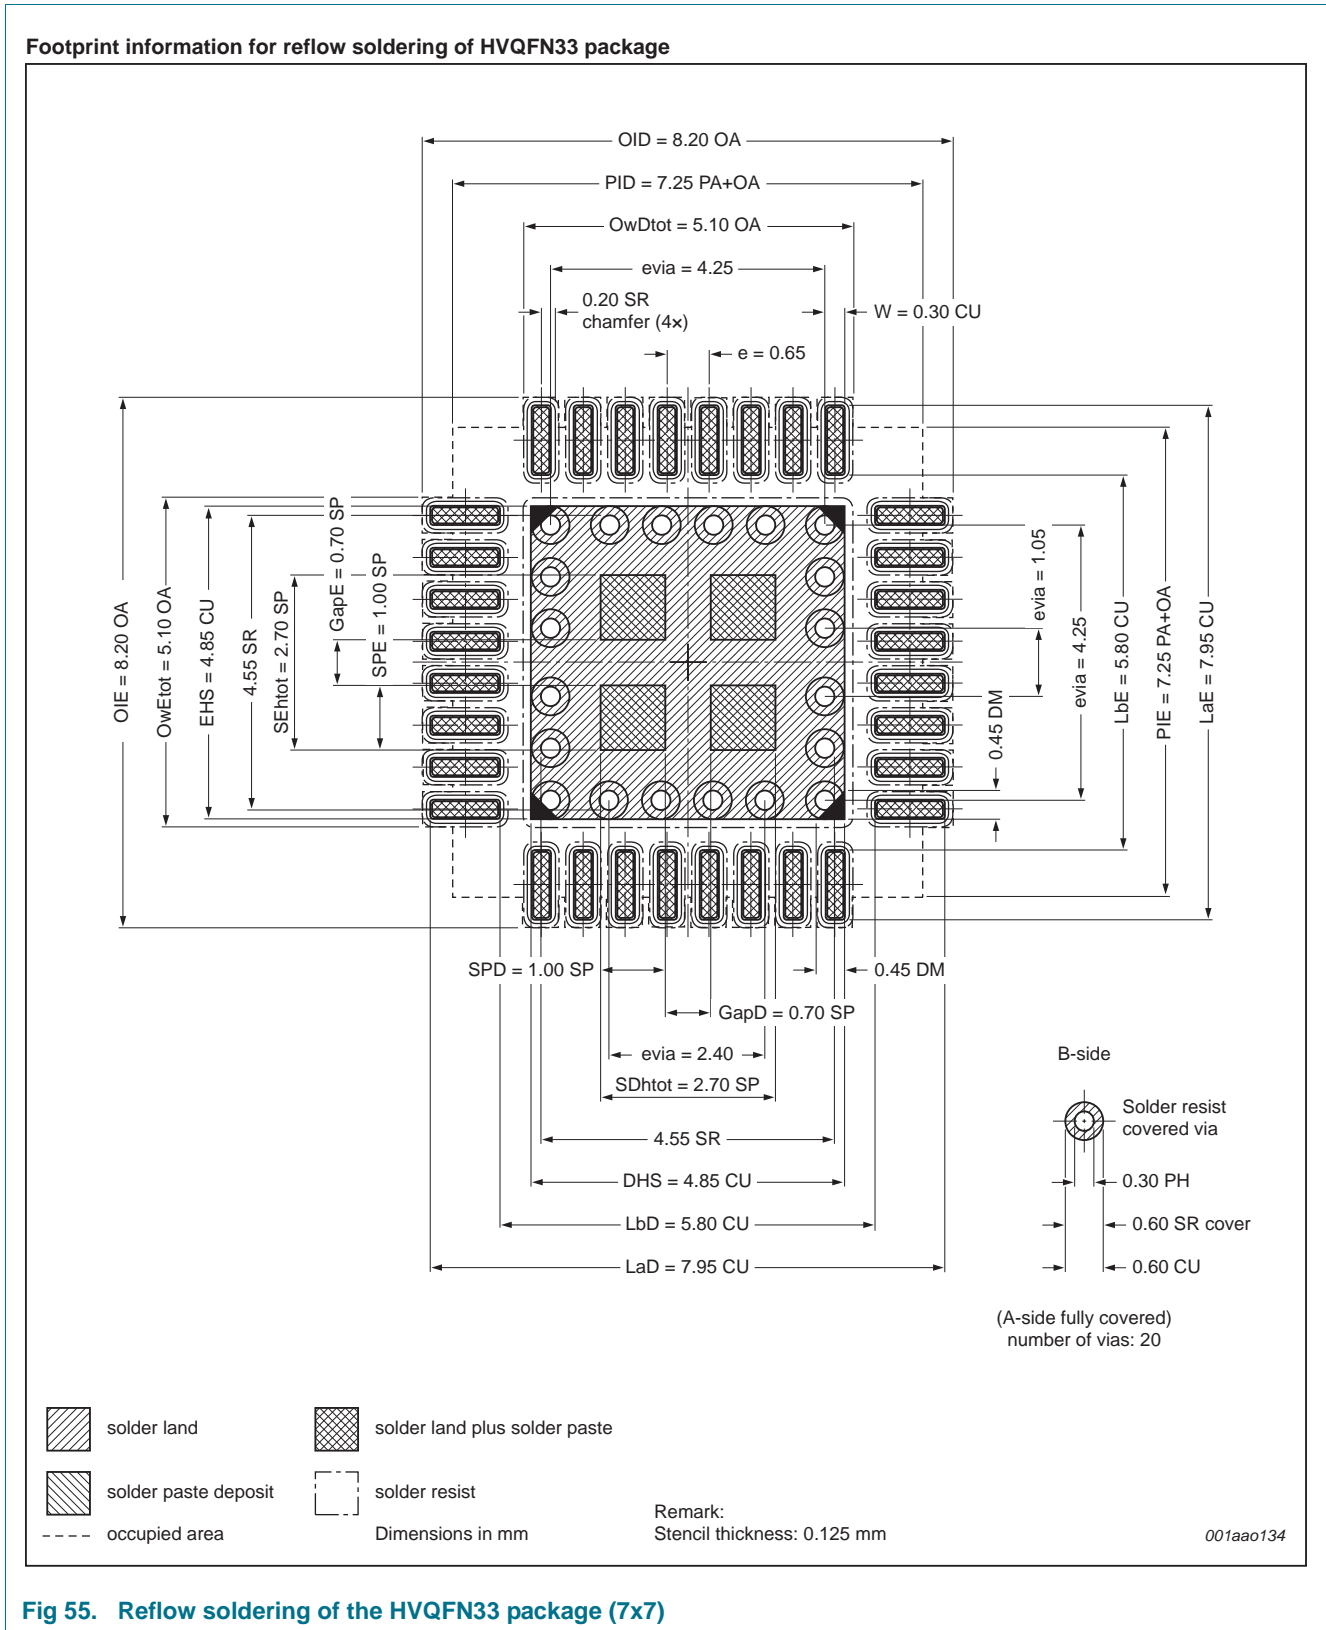 Footprint information for reflow soldering of HVQFN33 package
OID = 8.20 OA
PID = 7.25 PA+OA
OwDtot = 5.10 OA
evia = 4.25
0.20 SR
chamfer (4×)
W = 0.30 CU
e = 0.65
OIE = 8.20 OA
OwEtot = 5.10 OA
EHS = 4.85 CU
4.55 SR
SEhtot = 2.70 SP
GapE = 0.70 SP
SPE = 1.00 SP
evia = 1.05
0.45 DM
evia = 4.25
LbE = 5.80 CU
PIE = 7.25 PA+OA
LaE = 7.95 CU
SPD = 1.00 SP
0.45 DM
GapD = 0.70 SP
evia = 2.40
SDhtot = 2.70 SP
4.55 SR
DHS = 4.85 CU
LbD = 5.80 CU
LaD = 7.95 CU
B-side
Solder resist
covered via
0.30 PH
0.60 SR cover
0.60 CU
(A-side fully covered)
number of vias: 20
solder land
solder land plus solder paste
solder paste deposit
solder resist
occupied area
Dimensions in mm
Remark:
Stencil thickness: 0.125 mm
001aao134
Fig 55. Reflow soldering of the HVQFN33 package (7x7)